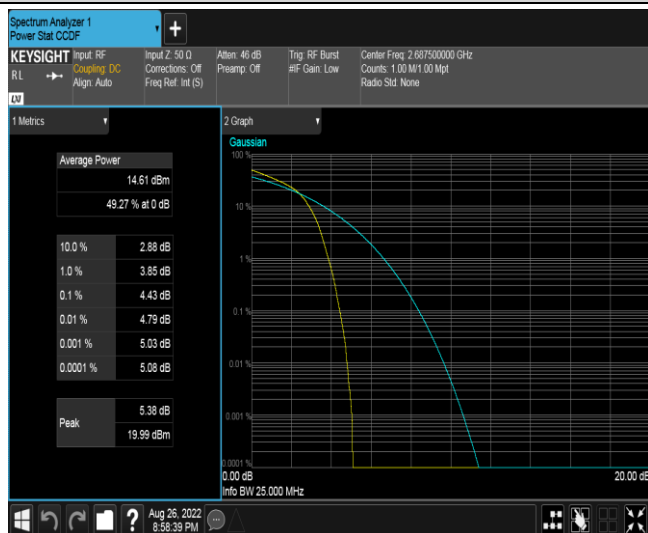 Spectrum Analyzer 1
Power Stat CCDF
KEYSIGHT
RL
LXI
Input: RF
Coupling: DC
Align: Auto
Input Z: 50 Ω
Corrections: Off
Freq Ref: Int (S)
Atten: 46 dB
Preamp: Off
Trig: RF Burst
#IF Gain: Low
Center Freq: 2.687500000 GHz
Counts: 1.00 M/1.00 Mpt
Radio Std: None
1 Metrics
Average Power
14.61 dBm
49.27 % at 0 dB
10.0 % 2.88 dB
1.0 % 3.85 dB
0.1 % 4.43 dB
0.01 % 4.79 dB
0.001 % 5.03 dB
0.0001 % 5.08 dB
Peak
5.38 dB
19.99 dBm
2 Graph
Gaussian
100 %
10 %
1 %
0.1 %
0.01 %
0.001 %
0.0001 %
0.00 dB 20.00 dB
Info BW 25.000 MHz
Aug 26, 2022
8:58:39 PM